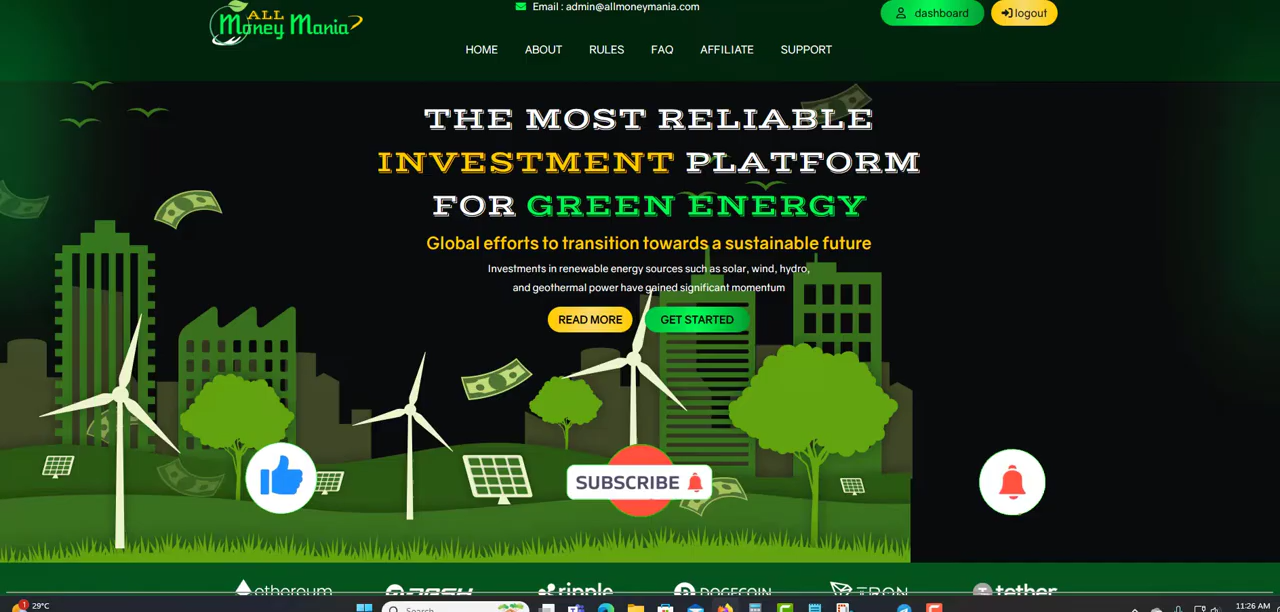 ALL
Money Mania
Email : admin@allmoneymania.com
dashboard
logout
HOME ABOUT RULES FAQ AFFILIATE SUPPORT
THE MOST RELIABLE
INVESTMENT PLATFORM
FOR GREEN ENERGY
Global efforts to transition towards a sustainable future
Investments in renewable energy sources such as solar, wind, hydro,
and geothermal power have gained significant momentum
READ MORE GET STARTED
SUBSCRIBE
ethereum DASH ripple DOGECOIN TRON tether
1
29°C
Search
11:26 AM